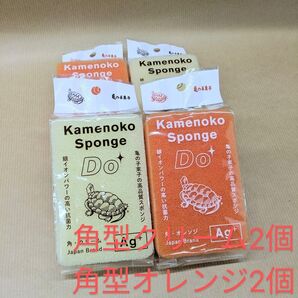 亀の子束子
Kamenoko
Sponge
Kamenoko
Sponge
Kamenoko
Sponge
Do
亀の子束子の高品質スポンジ
銀イオンパワーの高い抗菌力
Japan Brand
Ag+
Kamenoko
Sponge
Do
亀の子束子の高品質スポンジ
銀イオンパワーの高い抗菌力
角・オレンジ
Japan Brand
Ag+
角型クリーム2個
角型オレンジ2個